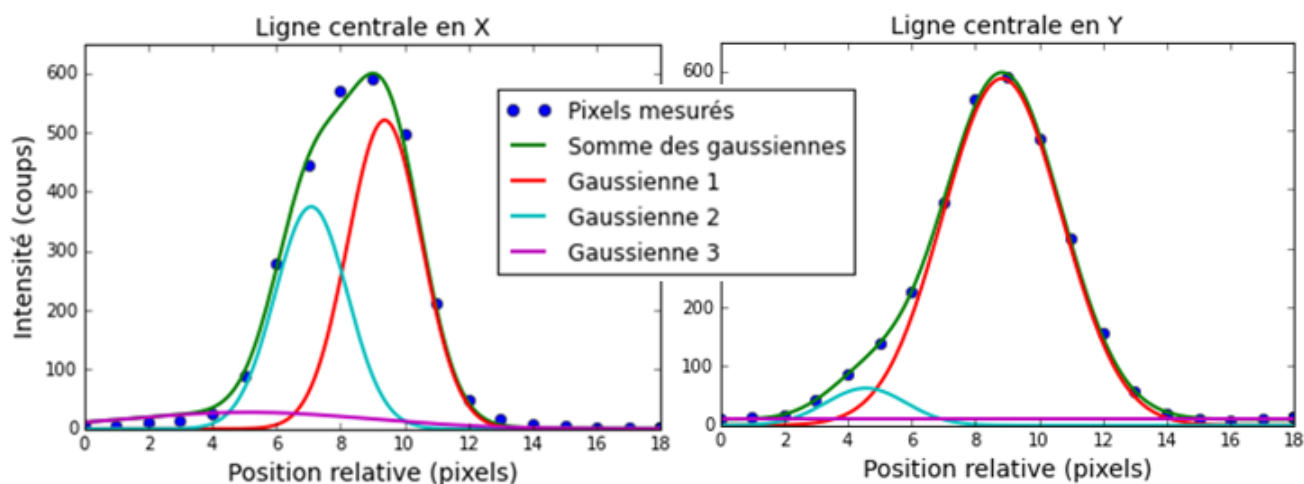 Ligne centrale en X
Intensité (coups)
600
500
400
300
200
100
0
0 2 4 6 8 10 12 14 16 18
Position relative (pixels)
Pixels mesurés
Somme des gaussiennes
Gaussienne 1
Gaussienne 2
Gaussienne 3
Ligne centrale en Y
600
200
100
0
0 2 4 6 8 10 12 14 16 18
Position relative (pixels)